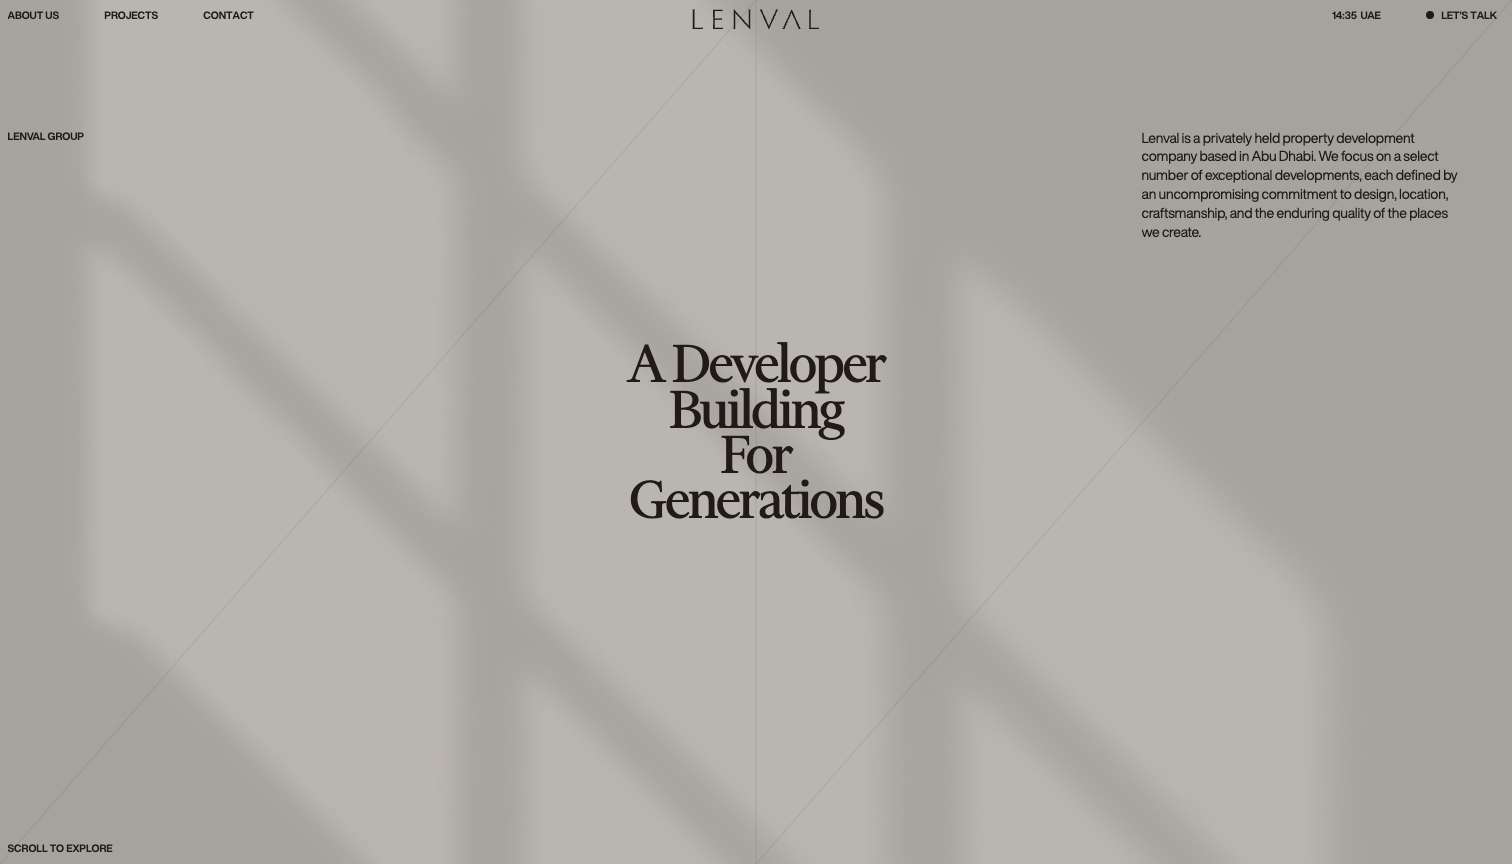 ABOUT US
PROJECTS
CONTACT
LENVAL
14:35 UAE
LET'S TALK
LENVAL GROUP
Lenval is a privately held property development
company based in Abu Dhabi. We focus on a select
number of exceptional developments, each defined by
an uncompromising commitment to design, location,
craftsmanship, and the enduring quality of the places
we create.
A Developer
Building
For
Generations
SCROLL TO EXPLORE